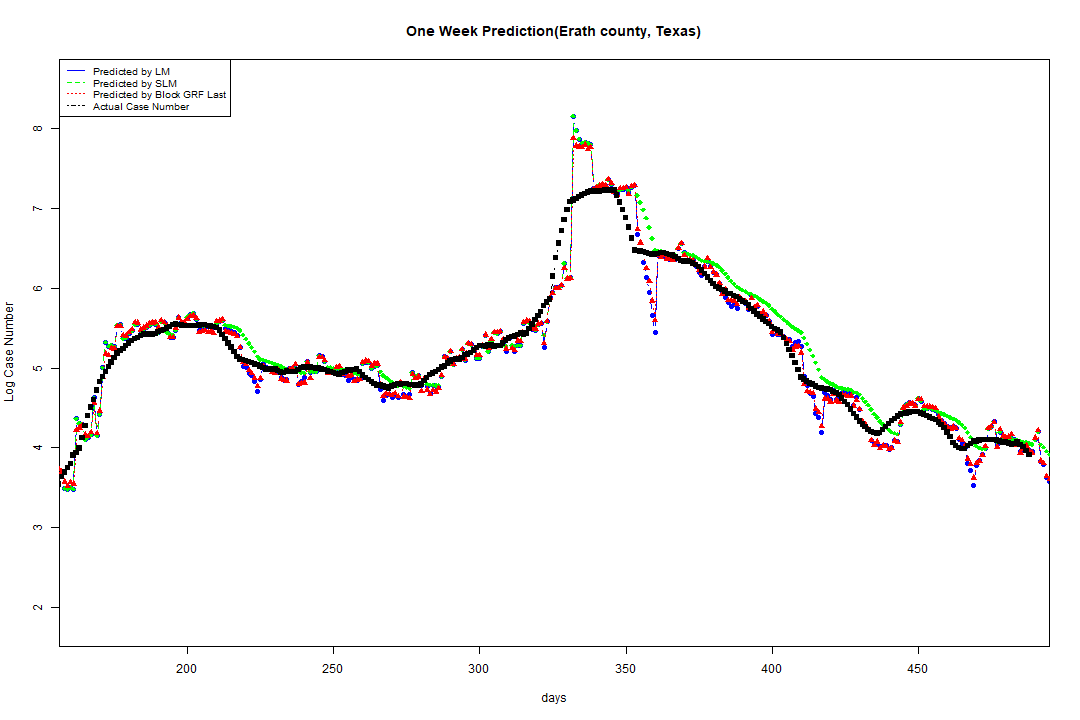 One Week Prediction(Erath county, Texas)
Predicted by LM
Predicted by SLM
Predicted by Block GRF Last
Actual Case Number
Log Case Number
8
7
6
5
4
3
2
200 250 300 350 400 450
days